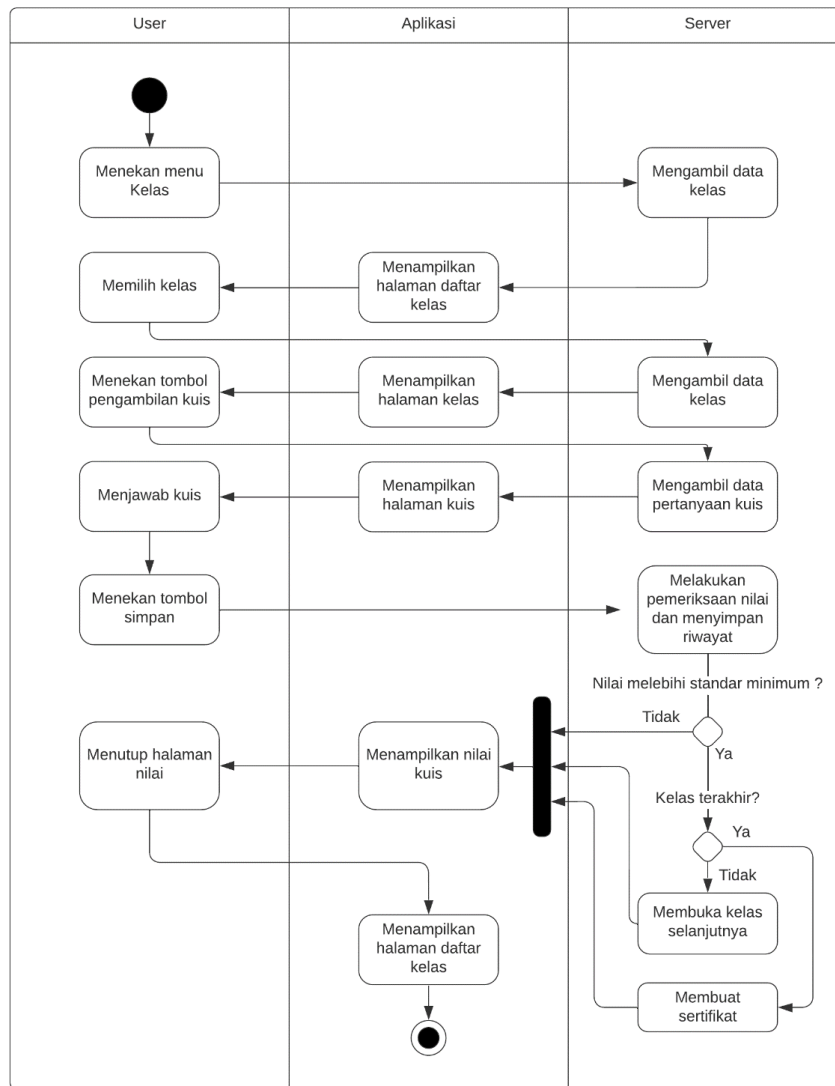 User
Aplikasi
Server
Menekan menu
Kelas
Mengambil data
kelas
Memilih kelas
Menampilkan
halaman daftar
kelas
Menekan tombol
pengambilan kuis
Menampilkan
halaman kelas
Mengambil data
kelas
Menjawab kuis
Menampilkan
halaman kuis
Mengambil data
pertanyaan kuis
Menekan tombol
simpan
Melakukan
pemeriksaan nilai
dan menyimpan
riwayat
Nilai melebihi standar minimum ?
Tidak
Ya
Menutup halaman
nilai
Menampilkan nilai
kuis
Kelas terakhir?
Ya
Tidak
Membuka kelas
selanjutnya
Menampilkan
halaman daftar
kelas
Membuat
sertifikat